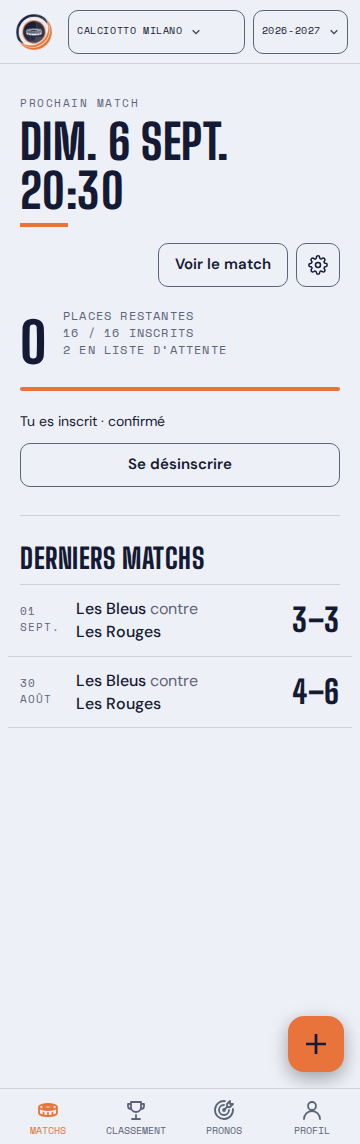 CALCIOTTO MILANO
2026-2027
PROCHAIN MATCH
DIM. 6 SEPT.
20:30
Voir le match
0
PLACES RESTANTES
16 / 16 INSCRITS
2 EN LISTE D'ATTENTE
Tu es inscrit · confirmé
Se désinscrire
DERNIERS MATCHS
01
SEPT.
Les Bleus contre
Les Rouges
3–3
30
AOÛT
Les Bleus contre
Les Rouges
4–6
MATCHS
CLASSEMENT
PRONOS
PROFIL